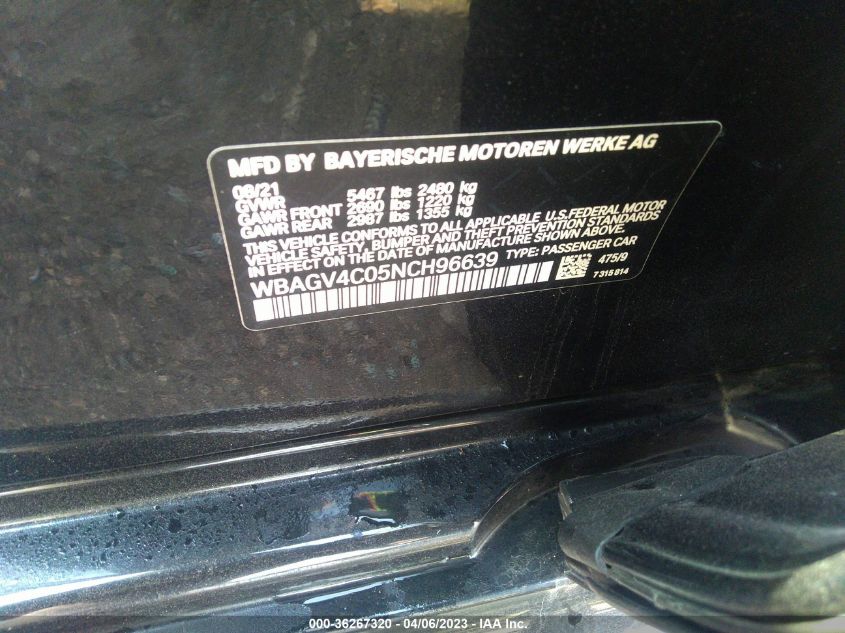 MFD BY BAYERISCHE MOTOREN WERKE AG
08/21
GVWR 5467 lbs 2480 kg
GAWR FRONT 2690 lbs 1220 kg
GAWR REAR 2987 lbs 1355 kg
THIS VEHICLE CONFORMS TO ALL APPLICABLE U.S.FEDERAL MOTOR
VEHICLE SAFETY, BUMPER AND THEFT PREVENTION STANDARDS
IN EFFECT ON THE DATE OF MANUFACTURE SHOWN ABOVE.
WBAGV4C05NCH96639 TYPE: PASSENGER CAR
475/9
7 315 814
000-36267320 - 04/06/2023 - IAA Inc.